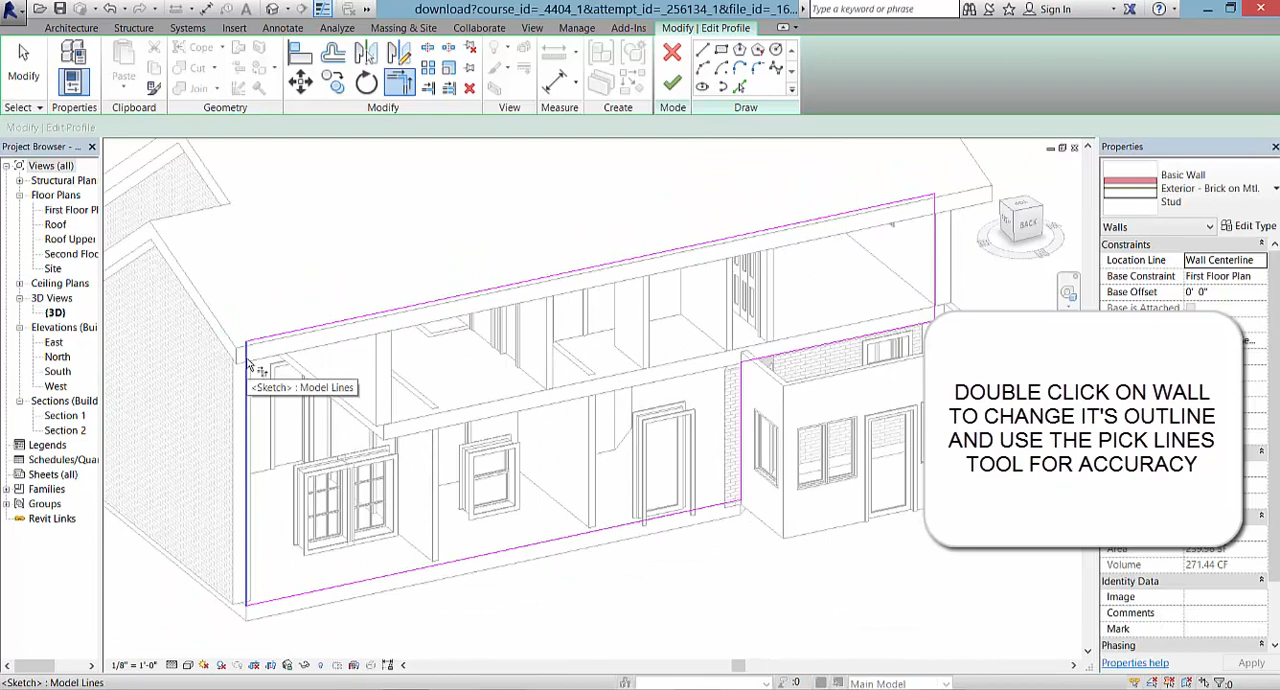 download?course_id=_4404_1&attempt_id=_256134_1&file_id=_16...
Type a keyword or phrase
Sign In
Architecture Structure Systems Insert Annotate Analyze Massing & Site Collaborate View Manage Add-Ins Modify | Edit Profile
Modify
Paste
Cope
Cut
Join
Select Properties Clipboard Geometry Modify View Measure Create Mode Draw
Modify | Edit Profile
Project Browser - ...
Views (all)
Structural Plan
Floor Plans
First Floor Pl
Roof
Roof Upper
Second Floo
Site
Ceiling Plans
3D Views
(3D)
Elevations (Bui
East
North
South
West
Sections (Build
Section 1
Section 2
Legends
Schedules/Qua
Sheets (all)
Families
Groups
Revit Links
BACK
<Sketch> : Model Lines
DOUBLE CLICK ON WALL
TO CHANGE IT'S OUTLINE
AND USE THE PICK LINES
TOOL FOR ACCURACY
Properties
Basic Wall
Exterior - Brick on Mtl.
Stud
Walls
Edit Type
Constraints
Location Line Wall Centerline
Base Constraint First Floor Plan
Base Offset 0' 0"
Base is Attached
Volume 271.44 CF
Identity Data
Image
Comments
Mark
Phasing
Properties help
Apply
1/8" = 1'-0"
<Sketch> : Model Lines
:0
Main Model
:0